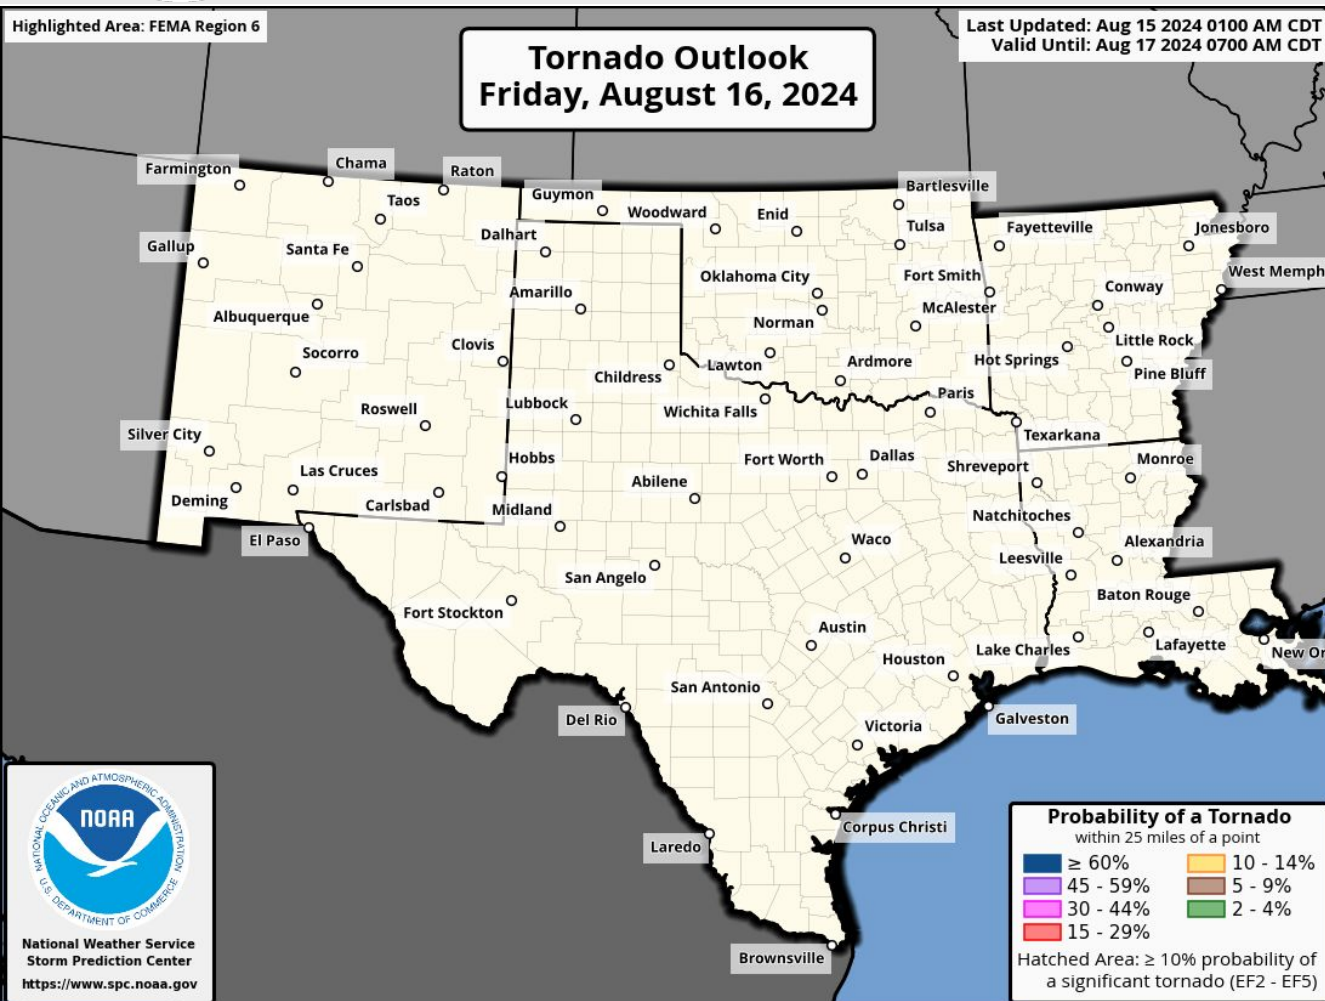 Highlighted Area: FEMA Region 6
Last Updated: Aug 15 2024 0100 AM CDT
Valid Until: Aug 17 2024 0700 AM CDT
Tornado Outlook
Friday, August 16, 2024
Farmington
Chama
Raton
Taos
Guymon
Woodward
Enid
Bartlesville
Tulsa
Fayetteville
Jonesboro
Gallup
Santa Fe
Dalhart
Oklahoma City
Fort Smith
West Memph
Amarillo
Conway
Albuquerque
Norman
McAlester
Little Rock
Socorro
Clovis
Childress
Lawton
Ardmore
Hot Springs
Pine Bluff
Roswell
Lubbock
Wichita Falls
Paris
Silver City
Texarkana
Las Cruces
Hobbs
Abilene
Fort Worth
Dallas
Shreveport
Monroe
Deming
Carlsbad
Midland
Natchitoches
El Paso
Waco
Leesville
Alexandria
San Angelo
Baton Rouge
Fort Stockton
Austin
Houston
Lake Charles
Lafayette
New Or
San Antonio
Del Rio
Victoria
Galveston
Laredo
Corpus Christi
Brownsville
NATIONAL OCEANIC AND ATMOSPHERIC ADMINISTRATION
NOAA
U.S. DEPARTMENT OF COMMERCE
National Weather Service
Storm Prediction Center
https://www.spc.noaa.gov
Probability of a Tornado
within 25 miles of a point
≥ 60%
10 - 14%
45 - 59%
5 - 9%
30 - 44%
2 - 4%
15 - 29%
Hatched Area: ≥ 10% probability of
a significant tornado (EF2 - EF5)